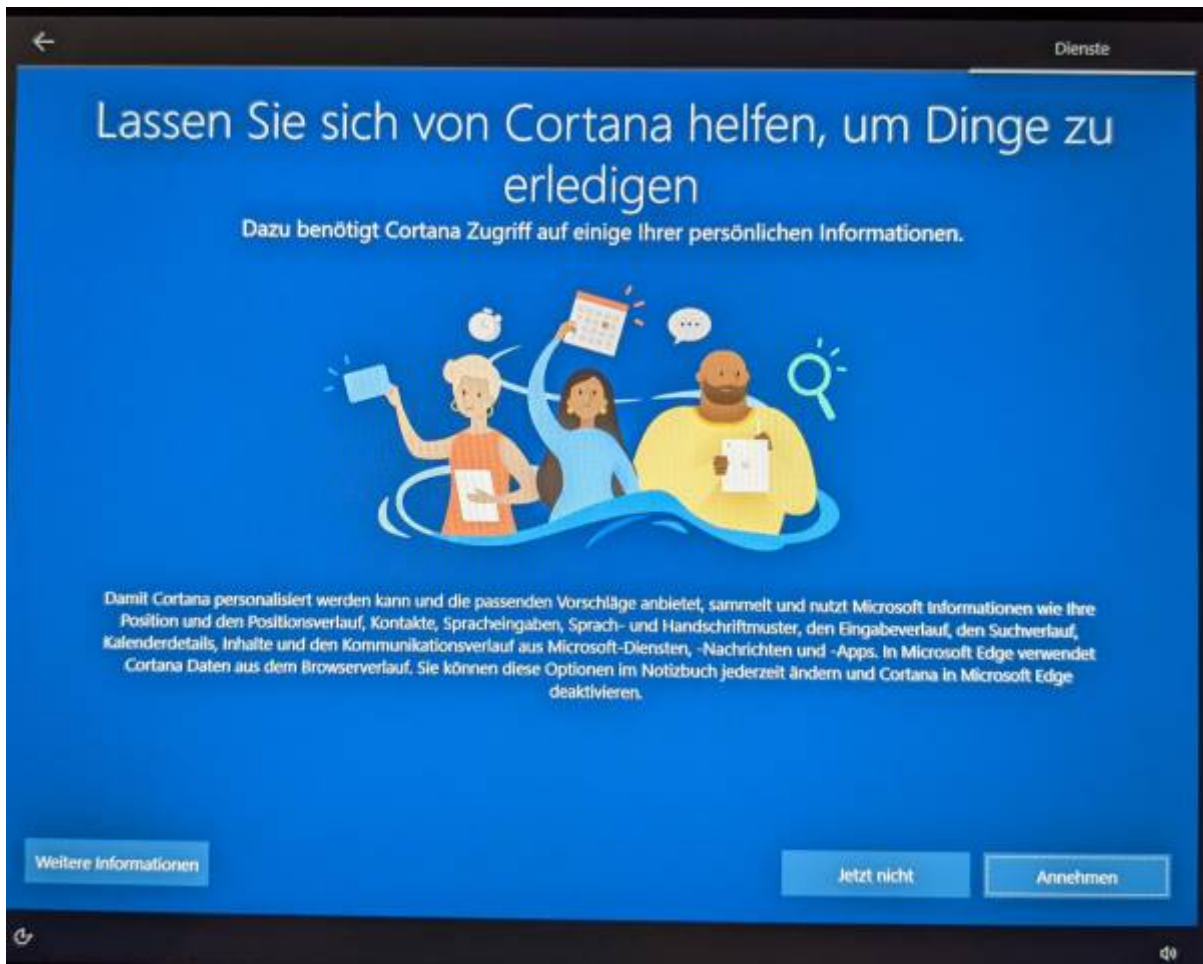 Dienste
Lassen Sie sich von Cortana helfen, um Dinge zu
erledigen
Dazu benötigt Cortana Zugriff auf einige Ihrer persönlichen Informationen.
Damit Cortana personalisiert werden kann und die passenden Vorschläge anbietet, sammelt und nutzt Microsoft Informationen wie Ihre
Position und den Positionsverlauf, Kontakte, Spracheingaben, Sprach- und Handschriftmuster, den Eingabeverlauf, den Suchverlauf,
Kalenderdetails, Inhalte und den Kommunikationsverlauf aus Microsoft-Diensten, -Nachrichten und -Apps. In Microsoft Edge verwendet
Cortana Daten aus dem Browserverlauf. Sie können diese Optionen im Notizbuch jederzeit ändern und Cortana in Microsoft Edge
deaktivieren.
Weitere Informationen
Jetzt nicht
Annehmen